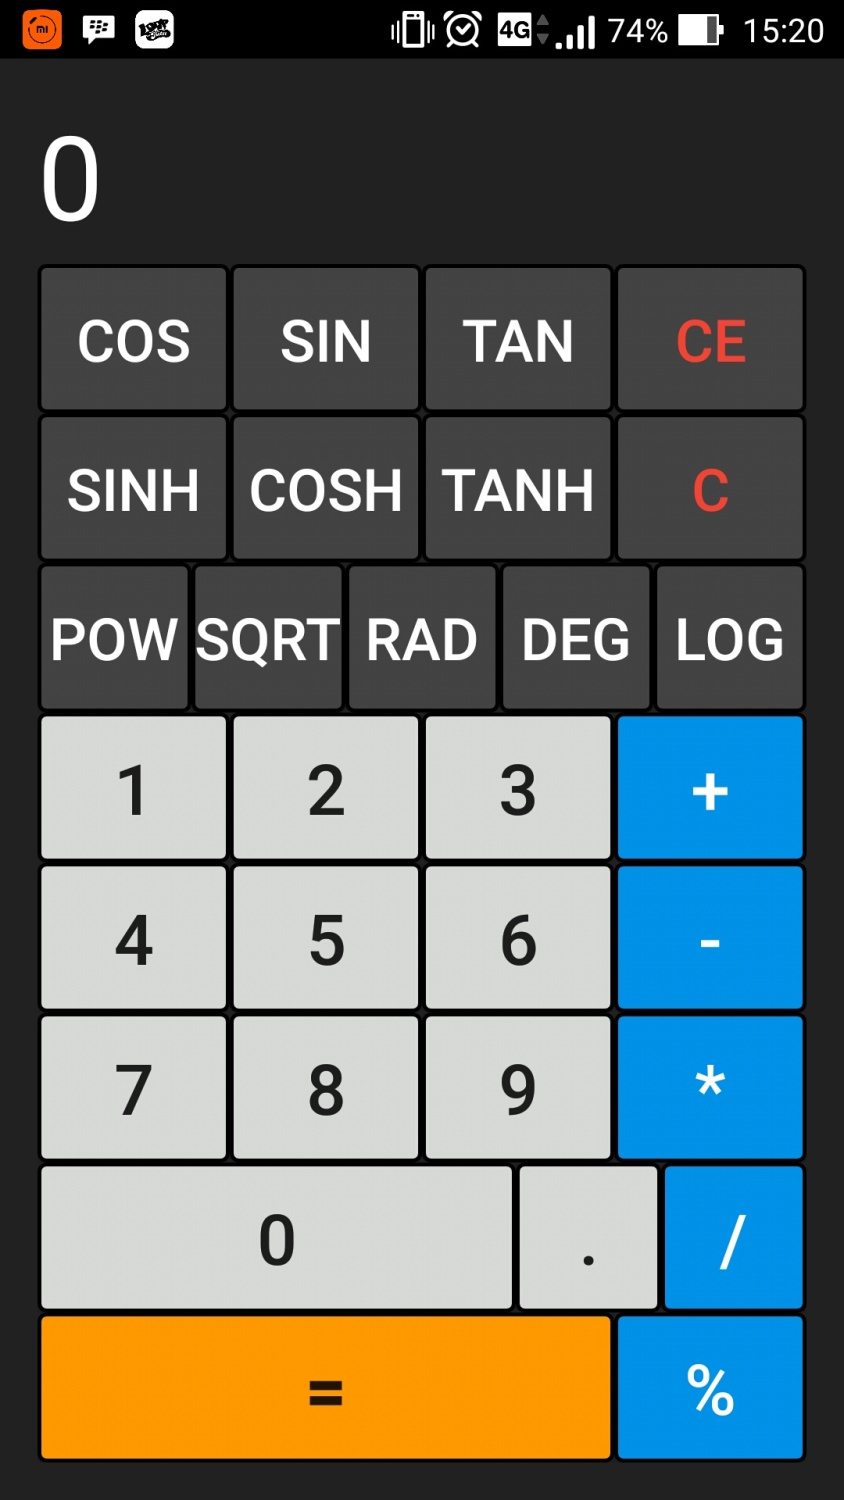 mi 4G 74% 15:20
0
COS SIN TAN CE
SINH COSH TANH C
POW SQRT RAD DEG LOG
1 2 3 +
4 5 6 -
7 8 9 *
0 . /
= %